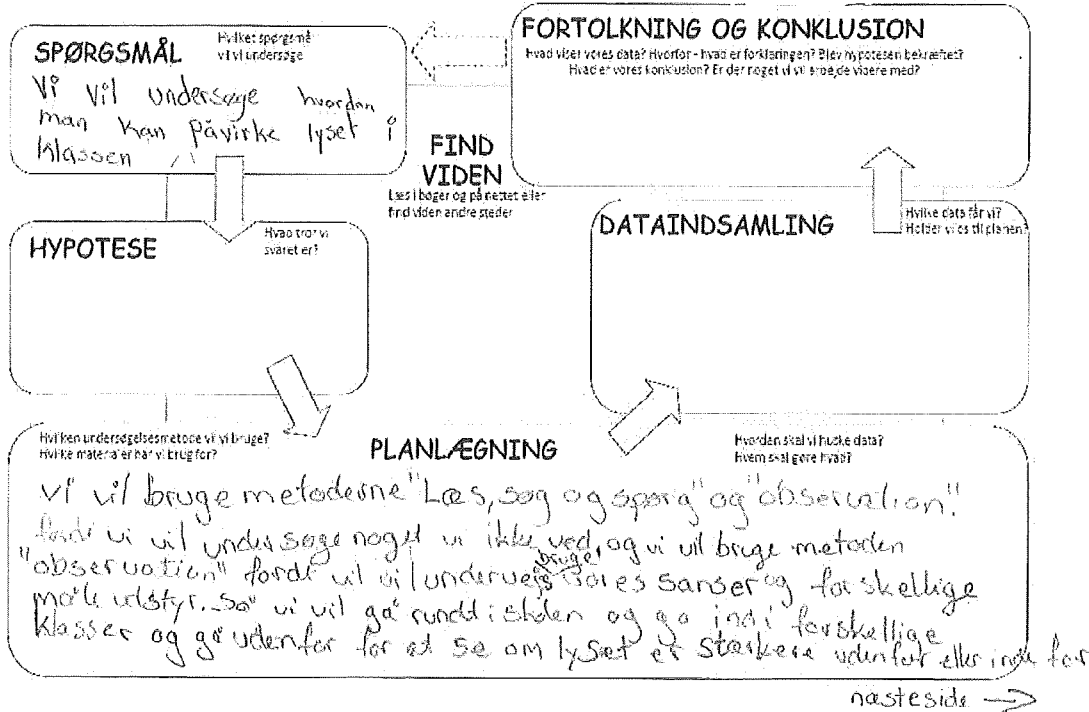 SPØRGSMÅL
Hvilket spørgsmå
vil vi undersøge
Vi vil undersøge hvordan
man kan påvirke lyset i
klassen
FORTOLKNING OG KONKLUSION
Hvad viser vores data? Hvorfor - hvad er forklaringen? Blev hypotesen bekræftet?
Hvad er vores konklusion? Er der noget vi vil arbejde videre med?
FIND
VIDEN
Læs i bøger og på nettet eller
find viden andre steder
HYPOTESE
Hvad tror vi
svaret er?
DATAINDSAMLING
Hvilke data får vi?
Holder vi os til planen?
PLANLÆGNING
Hvilken undersøgelsesmetode vil vi bruge?
Hvilke materialer har vi brug for?
Hvordan skal vi huske data?
Hvem skal gøre hvad?
Vi vil bruge metoderne "Læs, søg og spørg" og "observation"
fordi vi vil undersøge noget vi ikke ved, og vi vil bruge metoden
"observation" fordi vil vil undervejs bruge vores sanser og forskellige
måle udstyr. Så vi vil gå rundt i skolen og gå ind i forskellige
klasser og gå udenfor for at se om lyset er stærkere udenfor eller inde for
næste side →